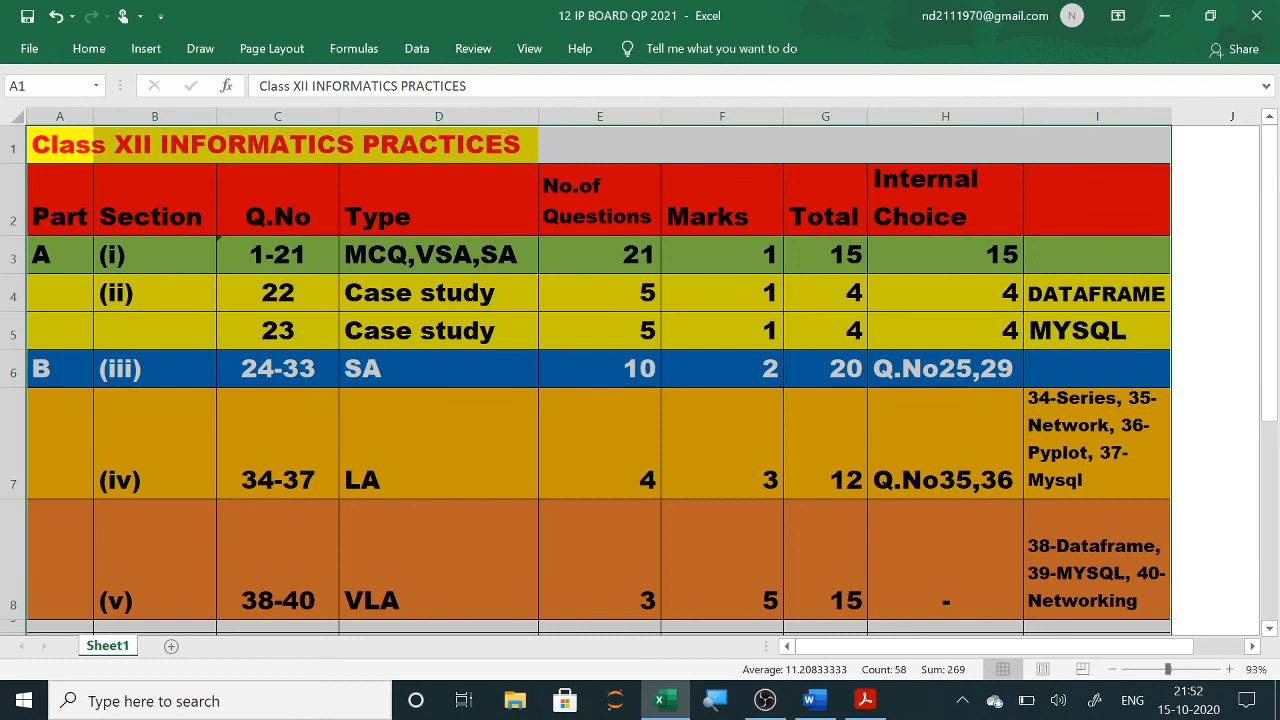 12 IP BOARD QP 2021 - Excel
nd2111970@gmail.com N
File Home Insert Draw Page Layout Formulas Data Review View Help Tell me what you want to do Share
A1 fx Class XII INFORMATICS PRACTICES
A B C D E F G H I J
1 Class XII INFORMATICS PRACTICES
2 Part Section Q.No Type No.of Questions Marks Total Internal Choice
3 A (i) 1-21 MCQ,VSA,SA 21 1 15 15
4 (ii) 22 Case study 5 1 4 4 DATAFRAME
5 23 Case study 5 1 4 4 MYSQL
6 B (iii) 24-33 SA 10 2 20 Q.No25,29
7 (iv) 34-37 LA 4 3 12 Q.No35,36 34-Series, 35-Network, 36-Pyplot, 37-Mysql
8 (v) 38-40 VLA 3 5 15 - 38-Dataframe, 39-MYSQL, 40-Networking
Sheet1
Average: 11.20833333 Count: 58 Sum: 269 93%
Type here to search
ENG
21:52
15-10-2020